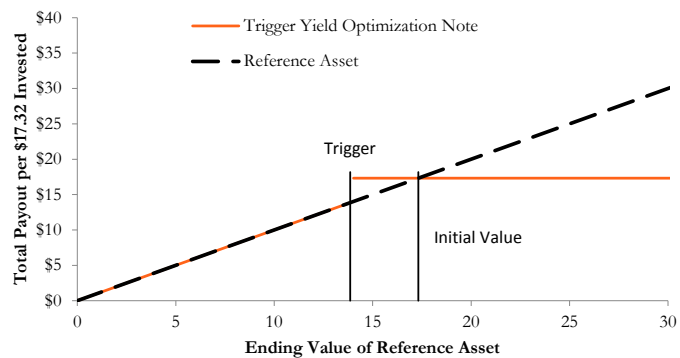 Total Payout per $17.32 Invested
$40
$35
$30
$25
$20
$15
$10
$5
$0
Trigger Yield Optimization Note
Reference Asset
Trigger
Initial Value
0 5 10 15 20 25 30
Ending Value of Reference Asset